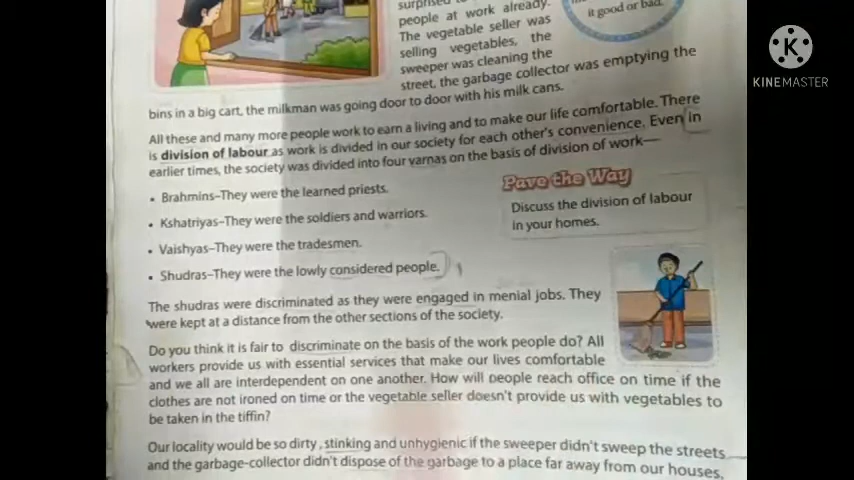 surprised to
people at work already.
The vegetable seller was
selling vegetables, the
sweeper was cleaning the
street, the garbage collector was emptying the
bins in a big cart, the milkman was going door to door with his milk cans.
it good or bad.
K
KINEMASTER
All these and many more people work to earn a living and to make our life comfortable. There
is division of labour as work is divided in our society for each other's convenience. Even in
earlier times, the society was divided into four varnas on the basis of division of work—
• Brahmins–They were the learned priests.
• Kshatriyas–They were the soldiers and warriors.
• Vaishyas–They were the tradesmen.
• Shudras–They were the lowly considered people.
Pave the Way
Discuss the division of labour
in your homes.
The shudras were discriminated as they were engaged in menial jobs. They
were kept at a distance from the other sections of the society.
Do you think it is fair to discriminate on the basis of the work people do? All
workers provide us with essential services that make our lives comfortable
and we all are interdependent on one another. How will people reach office on time if the
clothes are not ironed on time or the vegetable seller doesn't provide us with vegetables to
be taken in the tiffin?
Our locality would be so dirty, stinking and unhygienic if the sweeper didn't sweep the streets
and the garbage-collector didn't dispose of the garbage to a place far away from our houses.